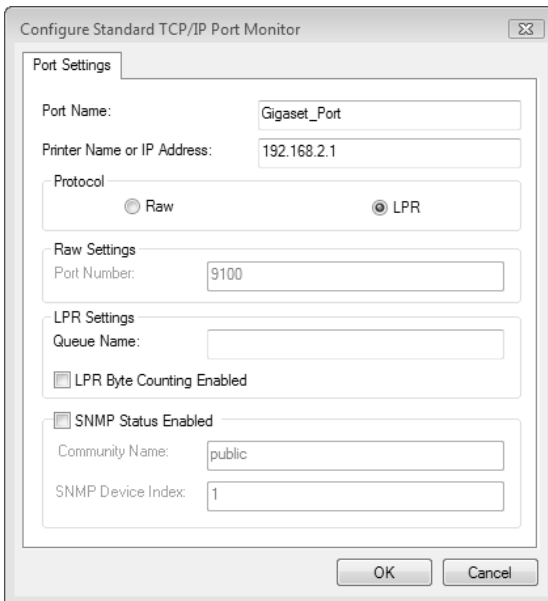 Configure Standard TCP/IP Port Monitor
Port Settings
Port Name: Gigaset_Port
Printer Name or IP Address: 192.168.2.1
Protocol
Raw LPR
Raw Settings
Port Number: 9100
LPR Settings
Queue Name:
LPR Byte Counting Enabled
SNMP Status Enabled
Community Name: public
SNMP Device Index: 1
OK Cancel